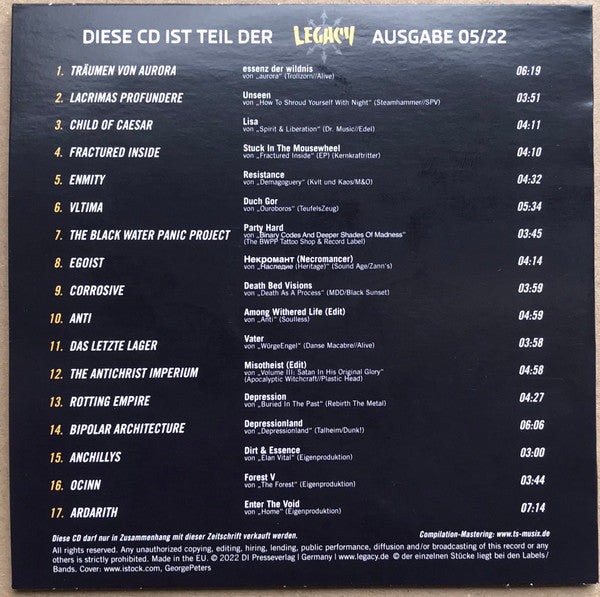 DIESE CD IST TEIL DER LEGACY AUSGABE 05/22
1. TRÄUMEN VON AURORA essenz der wildnis 06:19
von „aurora" (Trollzorn//Alive)
2. LACRIMAS PROFUNDERE Unseen 03:51
von „How To Shroud Yourself With Night" (Steamhammer//SPV)
3. CHILD OF CAESAR Lisa 04:11
von „Spirit & Liberation" (Dr. Music//Edel)
4. FRACTURED INSIDE Stuck In The Mousewheel 04:10
von „Fractured Inside" (EP) (Kernkraftritter)
5. ENMITY Resistance 04:32
von „Demagoguery" (Kvlt und Kaos/M&O)
6. VLTIMA Duch Gor 05:34
von „Ouroboros" (TeufelsZeug)
7. THE BLACK WATER PANIC PROJECT Party Hard 03:45
von „Binary Codes And Deeper Shades Of Madness"
(The BWPP Tattoo Shop & Record Label)
8. EGOIST Некромант (Necromancer) 04:14
von „Наследие (Heritage)" (Sound Age/Zann's)
9. CORROSIVE Death Bed Visions 03:59
von „Death As A Process" (MDD/Black Sunset)
10. ANTI Among Withered Life (Edit) 04:59
von „Anti" (Soulless)
11. DAS LETZTE LAGER Vater 03:58
von „WürgeEngel" (Danse Macabre//Alive)
12. THE ANTICHRIST IMPERIUM Misotheist (Edit) 04:58
von „Volume III: Satan In His Original Glory"
(Apocalyptic Witchcraft//Plastic Head)
13. ROTTING EMPIRE Depression 04:27
von „Buried In The Past" (Rebirth The Metal)
14. BIPOLAR ARCHITECTURE Depressionland 06:06
von „Depressionland" (Talheim/Dunk!)
15. ANCHILLYS Dirt & Essence 03:00
von „Élan Vital" (Eigenproduktion)
16. OCINN Forest V 03:44
von „The Forest" (Eigenproduktion)
17. ARDARITH Enter The Void 07:14
von „Home" (Eigenproduktion)
Diese CD darf nur in Zusammenhang mit dieser Zeitschrift verkauft werden. Compilation-Mastering: www.ts-musix.de
All rights reserved. Any unauthorized copying, editing, hiring, lending, public performance, diffusion and/or broadcasting of this record or any
others is strictly prohibited. Made in the EU. © 2022 DI Presseverlag | Germany | www.legacy.de © der einzelnen Stücke liegt bei den Labels/
Bands. Cover: www.istock.com, GeorgePeters